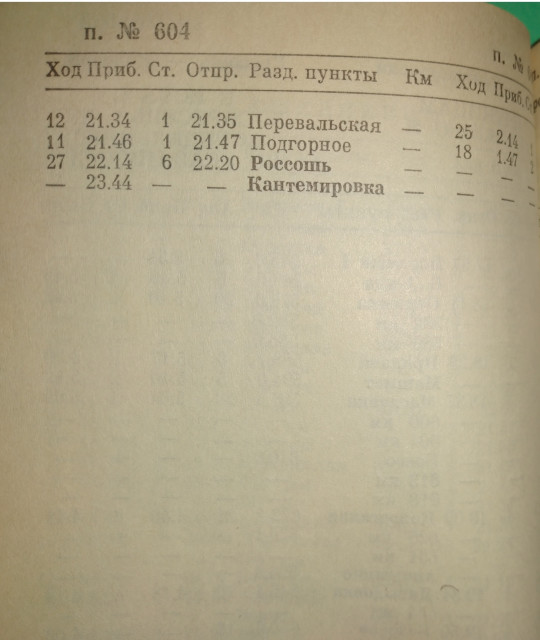 п. № 604 п. №
Ход Приб. Ст. Отпр. Разд. пункты Км Ход Приб.
12 21.34 1 21.35 Перевальская — 25 2.14
11 21.46 1 21.47 Подгорное — 18 1.47
27 22.14 6 22.20 Россошь — — —
— 23.44 — — Кантемировка — — —